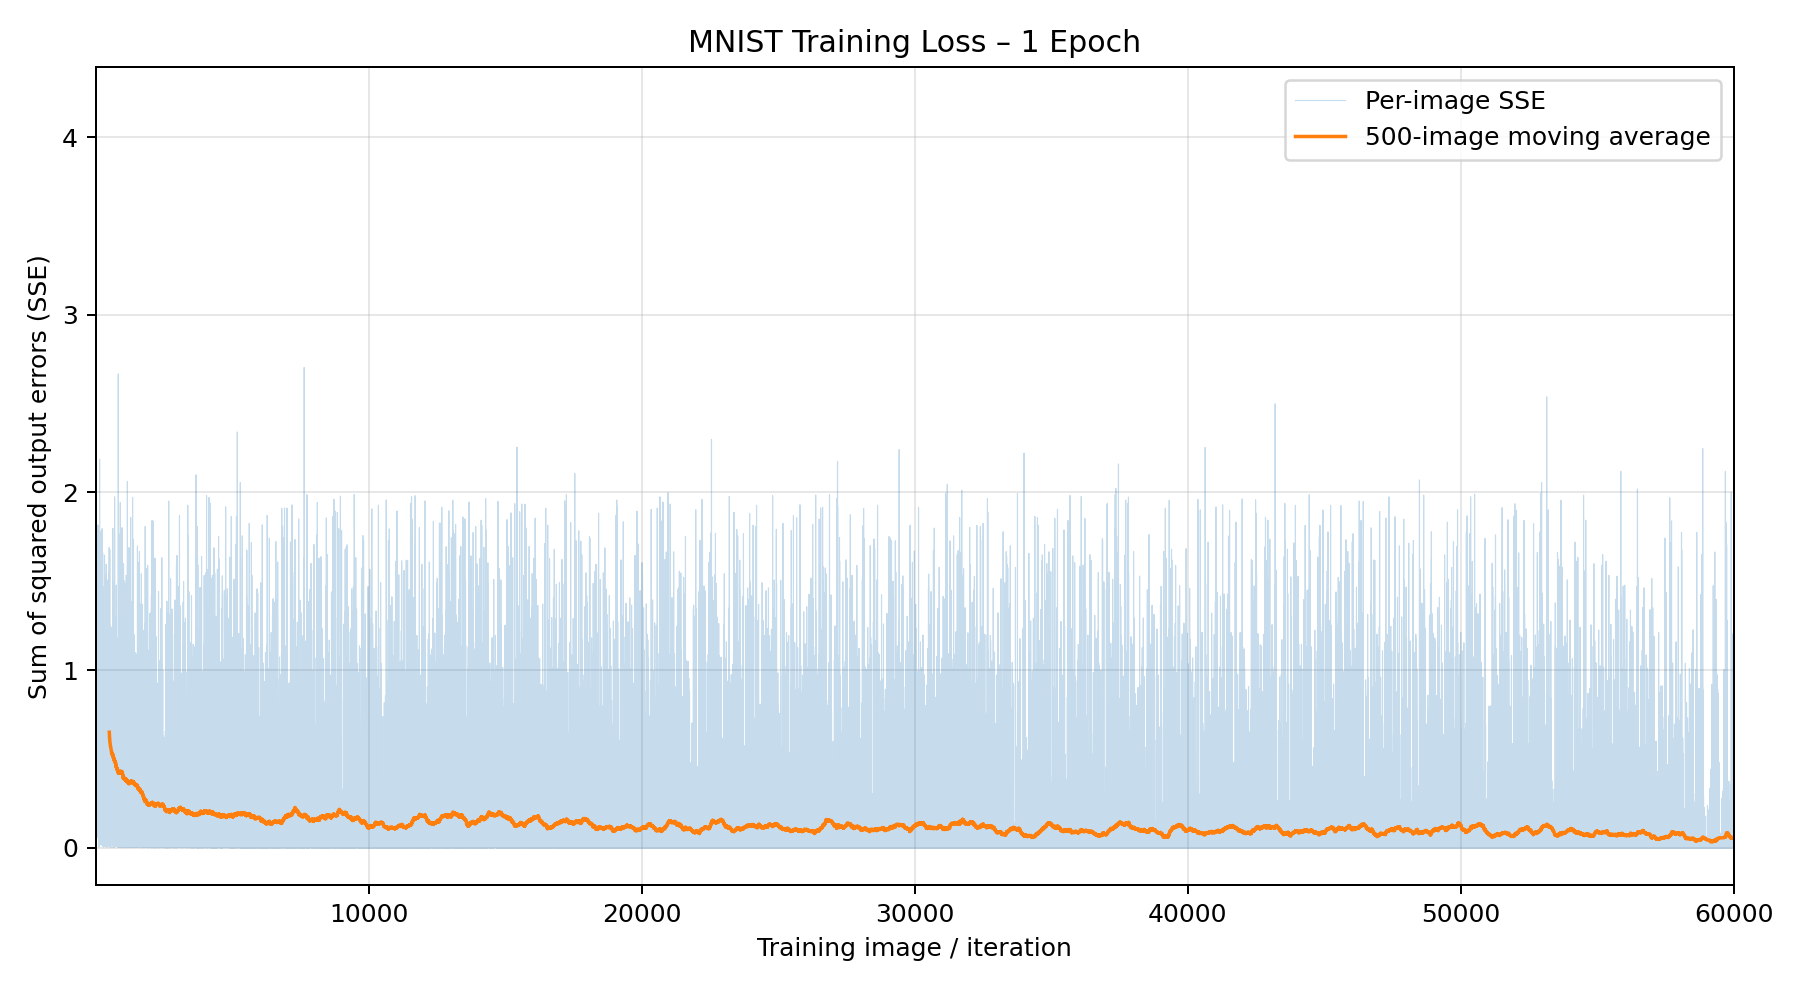 MNIST Training Loss – 1 Epoch
Per-image SSE
500-image moving average
Sum of squared output errors (SSE)
4
3
2
1
0
10000 20000 30000 40000 50000 60000
Training image / iteration